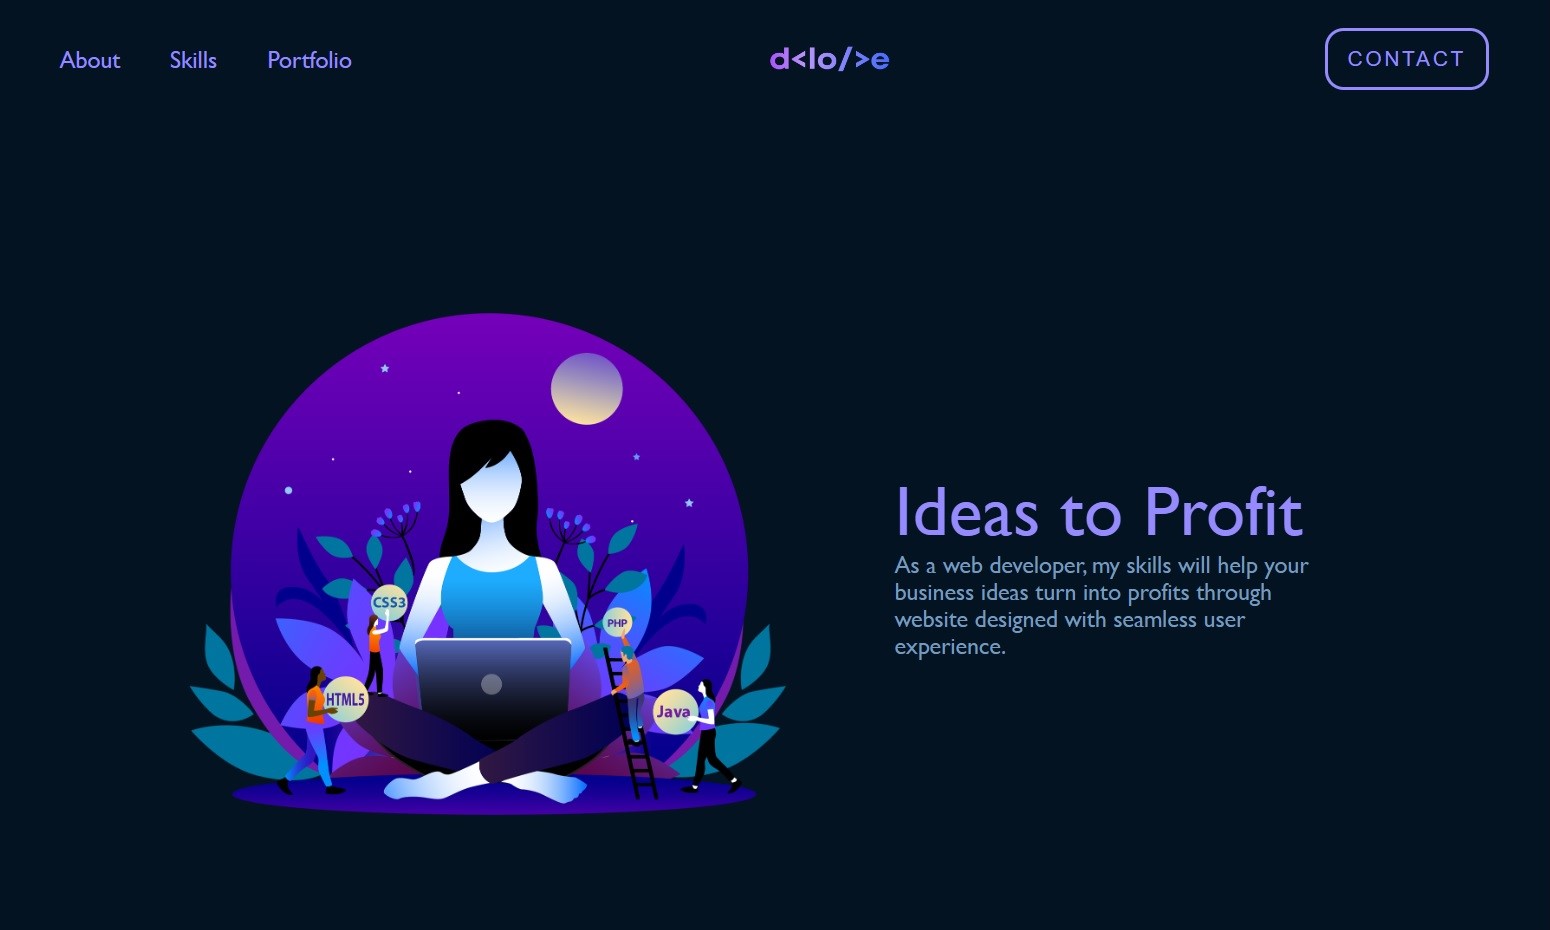 About Skills Portfolio d<lo/>e CONTACT
Ideas to Profit
As a web developer, my skills will help your
business ideas turn into profits through
website designed with seamless user
experience.
CSS3
PHP
HTML5
Java